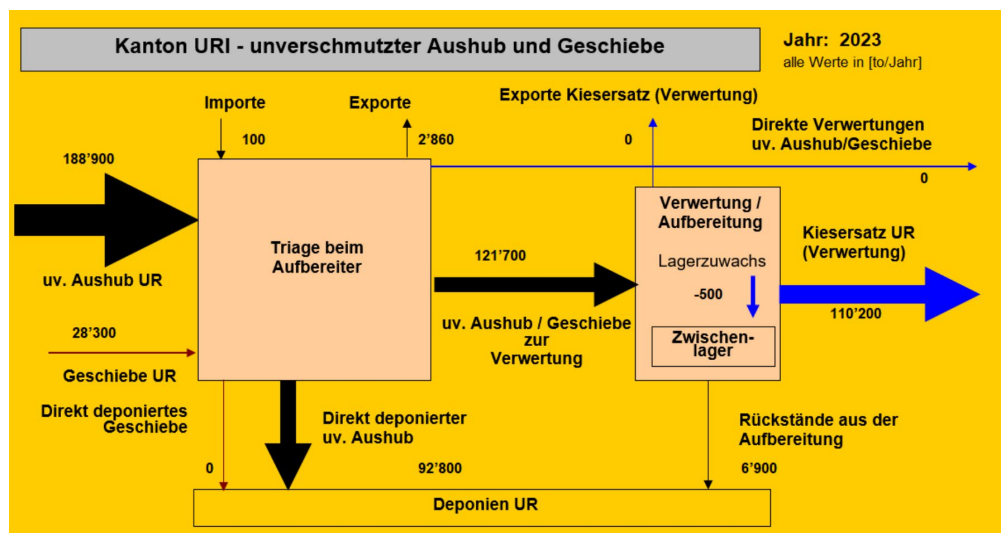 Kanton URI - unverschmutzter Aushub und Geschiebe
Jahr: 2023
alle Werte in [to/Jahr]
Importe
Exporte
Exporte Kiesersatz (Verwertung)
100
2'860
0
Direkte Verwertungen
uv. Aushub/Geschiebe
0
188'900
uv. Aushub UR
Triage beim
Aufbereiter
121'700
uv. Aushub / Geschiebe
zur
Verwertung
Verwertung /
Aufbereitung
Lagerzuwachs
-500
Zwischen-
lager
Kiesersatz UR
(Verwertung)
110'200
28'300
Geschiebe UR
Direkt deponiertes
Geschiebe
0
Direkt deponierter
uv. Aushub
92'800
Rückstände aus der
Aufbereitung
6'900
Deponien UR